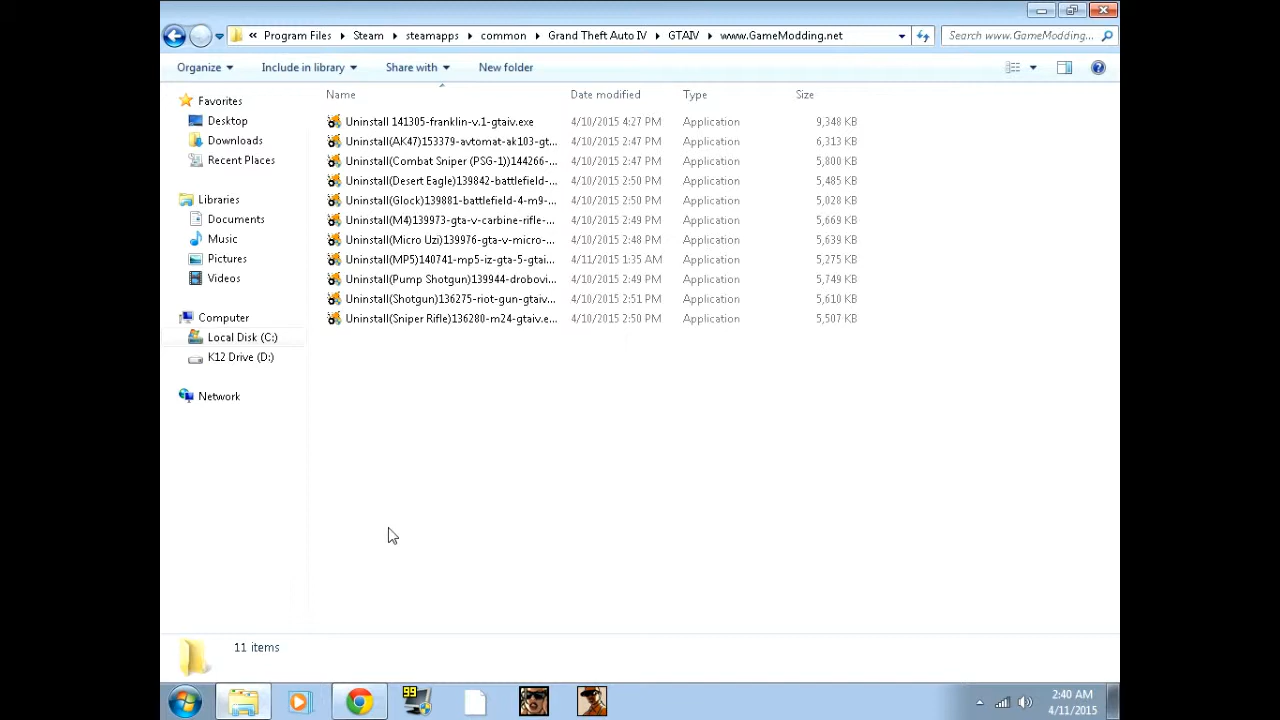 « Program Files Steam steamapps common Grand Theft Auto IV GTAIV www.GameModding.net Search www.GameModding.net...
Organize Include in library Share with New folder
Name Date modified Type Size
Favorites
Desktop
Downloads
Recent Places
Libraries
Documents
Music
Pictures
Videos
Computer
Local Disk (C:)
K12 Drive (D:)
Network
Uninstall 141305-franklin-v.1-gtaiv.exe 4/10/2015 4:27 PM Application 9,348 KB
Uninstall(AK47)153379-avtomat-ak103-gt... 4/10/2015 2:47 PM Application 6,313 KB
Uninstall(Combat Sniper (PSG-1))144266-... 4/10/2015 2:47 PM Application 5,800 KB
Uninstall(Desert Eagle)139842-battlefield-... 4/10/2015 2:50 PM Application 5,485 KB
Uninstall(Glock)139881-battlefield-4-m9-... 4/10/2015 2:50 PM Application 5,028 KB
Uninstall(M4)139973-gta-v-carbine-rifle-... 4/10/2015 2:49 PM Application 5,669 KB
Uninstall(Micro Uzi)139976-gta-v-micro-... 4/10/2015 2:48 PM Application 5,639 KB
Uninstall(MP5)140741-mp5-iz-gta-5-gtai... 4/11/2015 1:35 AM Application 5,275 KB
Uninstall(Pump Shotgun)139944-drobovi... 4/10/2015 2:49 PM Application 5,749 KB
Uninstall(Shotgun)136275-riot-gun-gtaiv... 4/10/2015 2:51 PM Application 5,610 KB
Uninstall(Sniper Rifle)136280-m24-gtaiv.e... 4/10/2015 2:50 PM Application 5,507 KB
11 items
99
2:40 AM
4/11/2015